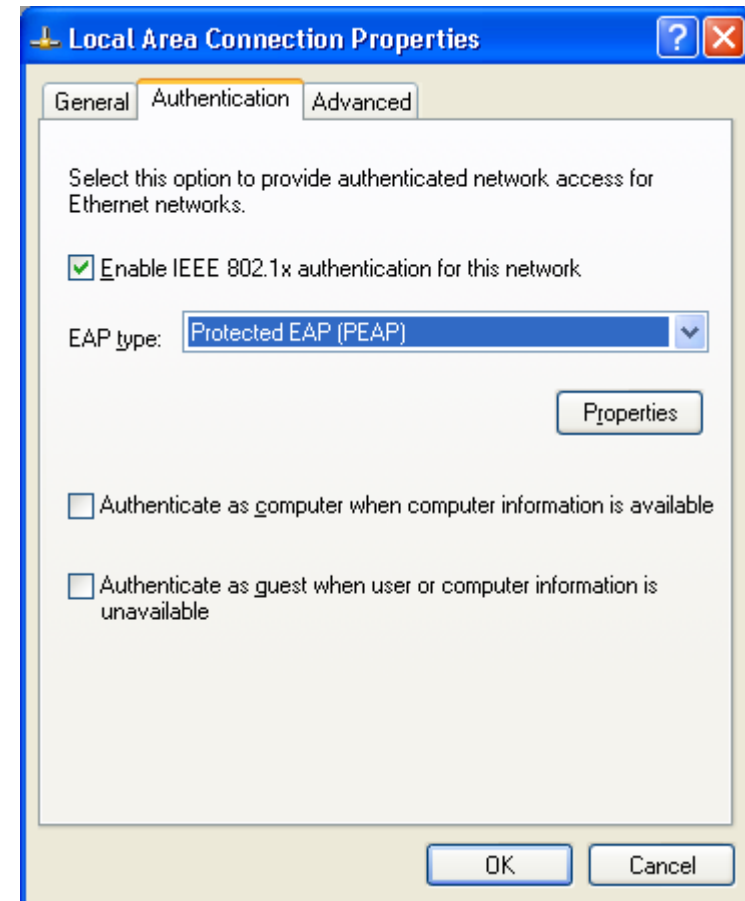 Local Area Connection Properties
General Authentication Advanced
Select this option to provide authenticated network access for
Ethernet networks.
Enable IEEE 802.1x authentication for this network
EAP type: Protected EAP (PEAP)
Properties
Authenticate as computer when computer information is available
Authenticate as guest when user or computer information is
unavailable
OK Cancel